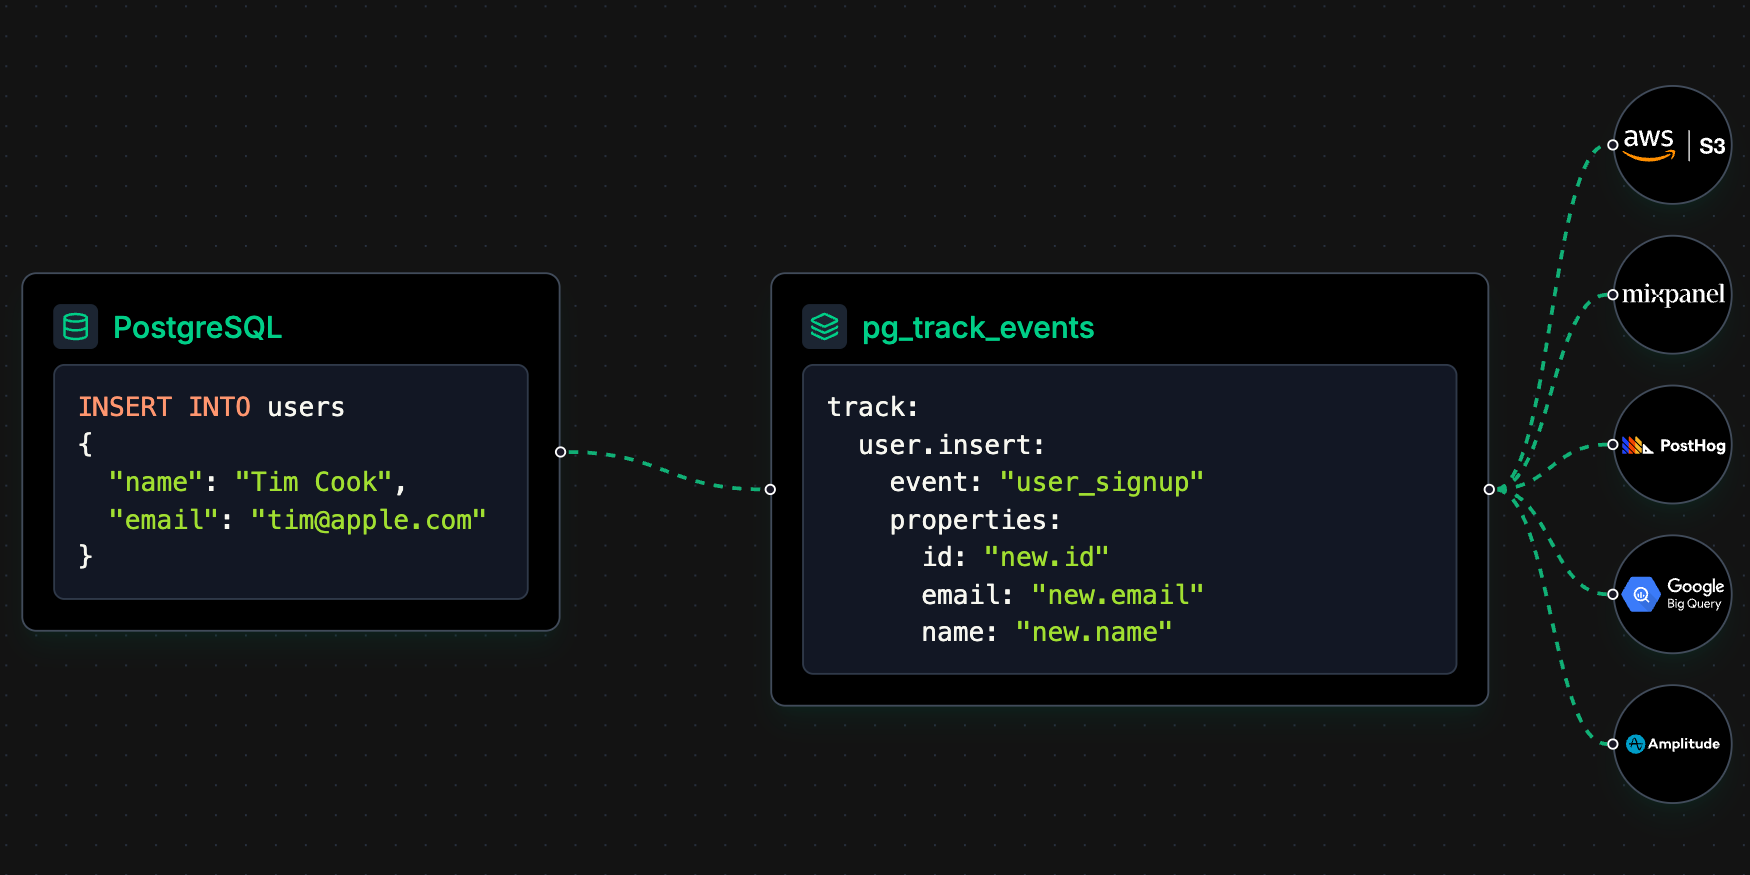 PostgreSQL
INSERT INTO users
{
"name": "Tim Cook",
"email": "tim@apple.com"
}
pg_track_events
track:
user.insert:
event: "user_signup"
properties:
id: "new.id"
email: "new.email"
name: "new.name"
aws | S3
mixpanel
PostHog
Google
Big Query
Amplitude